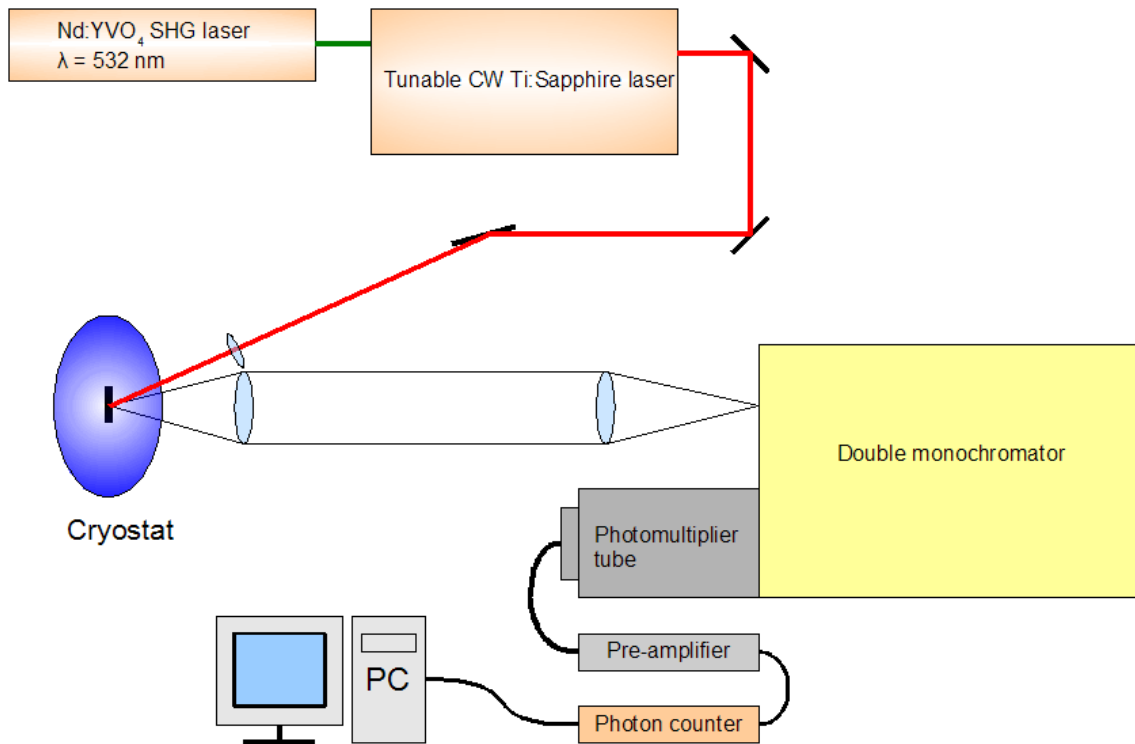 Nd:YVO₄ SHG laser
λ = 532 nm
Tunable CW Ti:Sapphire laser
Double monochromator
Cryostat
Photomultiplier
tube
Pre-amplifier
PC
Photon counter